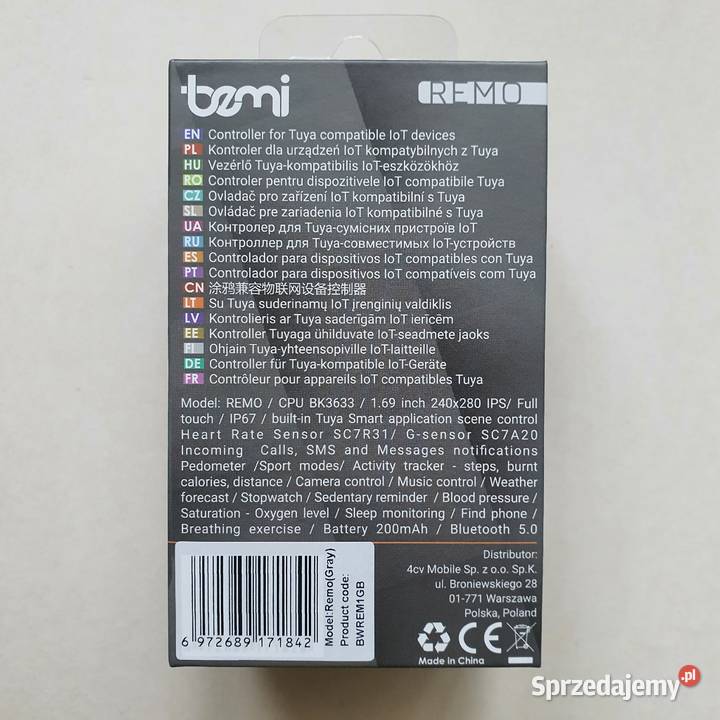 bemi
REMO
EN Controller for Tuya compatible IoT devices
PL Kontroler dla urządzeń IoT kompatybilnych z Tuya
HU Vezérlő Tuya-kompatibilis IoT-eszközökhöz
RO Controler pentru dispozitivele IoT compatibile Tuya
CZ Ovladač pro zařízení IoT kompatibilní s Tuya
SL Ovládač pre zariadenia IoT kompatibilné s Tuya
UA Контролер для Tuya-сумісних пристроїв IoT
RU Контроллер для Tuya-совместимых IoT-устройств
ES Controlador para dispositivos IoT compatibles con Tuya
PT Controlador para dispositivos IoT compatíveis com Tuya
CN 涂鸦兼容物联网设备控制器
LT Su Tuya suderinamų IoT įrenginių valdiklis
LV Kontrolieris ar Tuya saderīgām IoT ierīcēm
EE Kontroller Tuyaga ühilduvate IoT-seadmete jaoks
FI Ohjain Tuya-yhteensopiville IoT-laitteille
DE Controller für Tuya-kompatible IoT-Geräte
FR Contrôleur pour appareils IoT compatibles Tuya
Model: REMO / CPU BK3633 / 1.69 inch 240x280 IPS/ Full
touch / IP67 / built-in Tuya Smart application scene control
Heart Rate Sensor SC7R31/ G-sensor SC7A20
Incoming Calls, SMS and Messages notifications
Pedometer /Sport modes/ Activity tracker - steps, burnt
calories, distance / Camera control / Music control / Weather
forecast / Stopwatch / Sedentary reminder / Blood pressure /
Saturation - Oxygen level / Sleep monitoring / Find phone /
Breathing exercise / Battery 200mAh / Bluetooth 5.0
6 972689 171842
Model:Remo(Gray)
Product code:
BWREM1GB
Distributor:
4cv Mobile Sp. z o.o. Sp.K.
ul. Broniewskiego 28
01-771 Warszawa
Polska, Poland
CE
Made in China
Sprzedajemy.pl